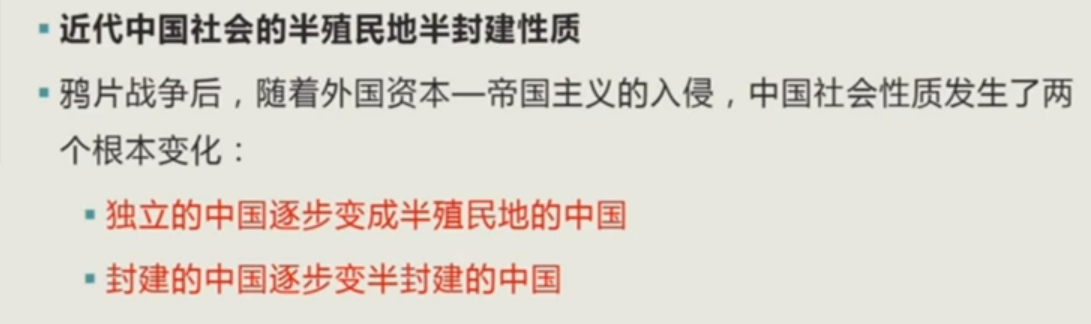 近代中国社会的半殖民地半封建性质
鸦片战争后，随着外国资本—帝国主义的入侵，中国社会性质发生了两
个根本变化：
独立的中国逐步变成半殖民地的中国
封建的中国逐步变半封建的中国